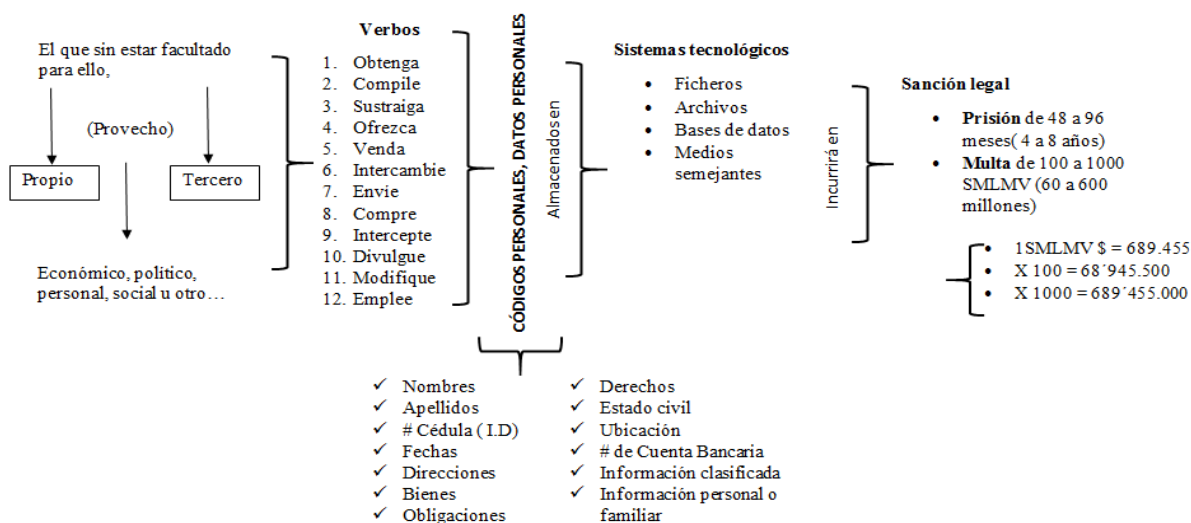 El que sin estar facultado
para ello,
(Provecho)
Propio
Tercero
Económico, politíco,
personal, social u otro…
Verbos
1. Obtenga
2. Compile
3. Sustraiga
4. Ofrezca
5. Venda
6. Intercambie
7. Envie
8. Compre
9. Intercepte
10. Divulgue
11. Modifique
12. Emplee
CÓDIGOS PERSONALES, DATOS PERSONALES
Almacenados en
Sistemas tecnológicos
• Ficheros
• Archivos
• Bases de datos
• Medios
semejantes
Incurrirá en
Sanción legal
• Prisión de 48 a 96
meses( 4 a 8 años)
• Multa de 100 a 1000
SMLMV (60 a 600
millones)
• 1SMLMV $ = 689.455
• X 100 = 68´945.500
• X 1000 = 689´455.000
✓ Nombres
✓ Apellidos
✓ # Cédula ( I.D)
✓ Fechas
✓ Direcciones
✓ Bienes
✓ Obligaciones
✓ Derechos
✓ Estado civil
✓ Ubicación
✓ # de Cuenta Bancaria
✓ Información clasificada
✓ Información personal o
familiar